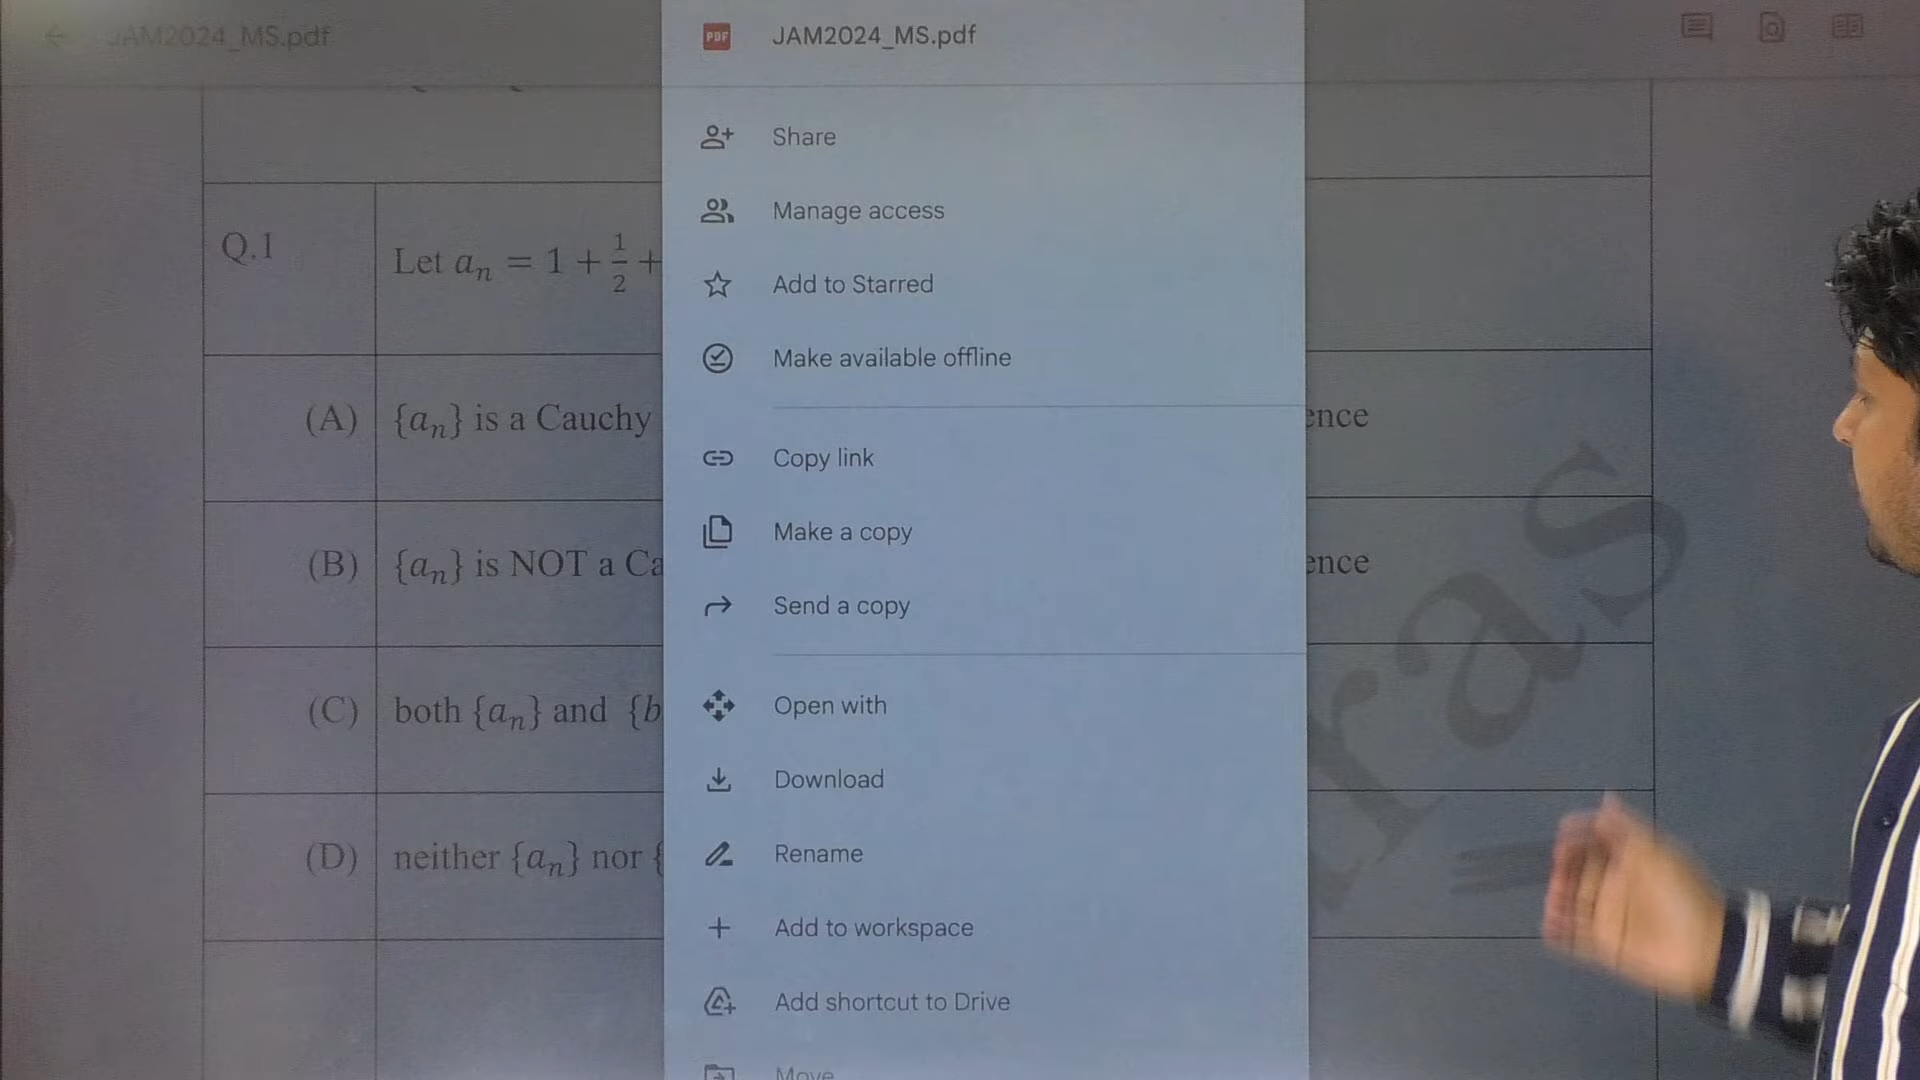 JAM2024_MS.pdf
PDF JAM2024_MS.pdf
Share
Manage access
Add to Starred
Make available offline
Copy link
Make a copy
Send a copy
Open with
Download
Rename
Add to workspace
Add shortcut to Drive
Move
Q.1 Let aₙ = 1 + 1/2 +
(A) {aₙ} is a Cauchy ence
(B) {aₙ} is NOT a Ca ence
(C) both {aₙ} and {b
(D) neither {aₙ} nor {
ras